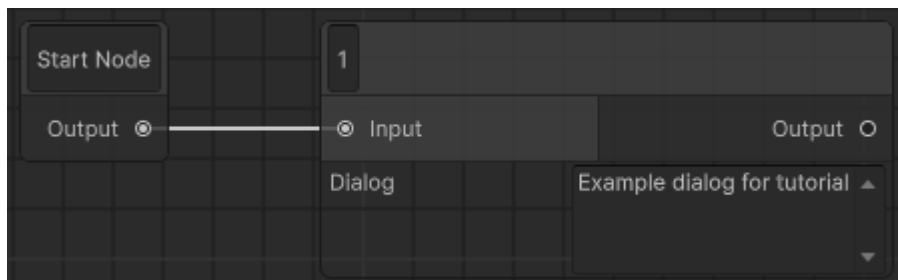 Start Node
1
Output
Input
Output
Dialog
Example dialog for tutorial